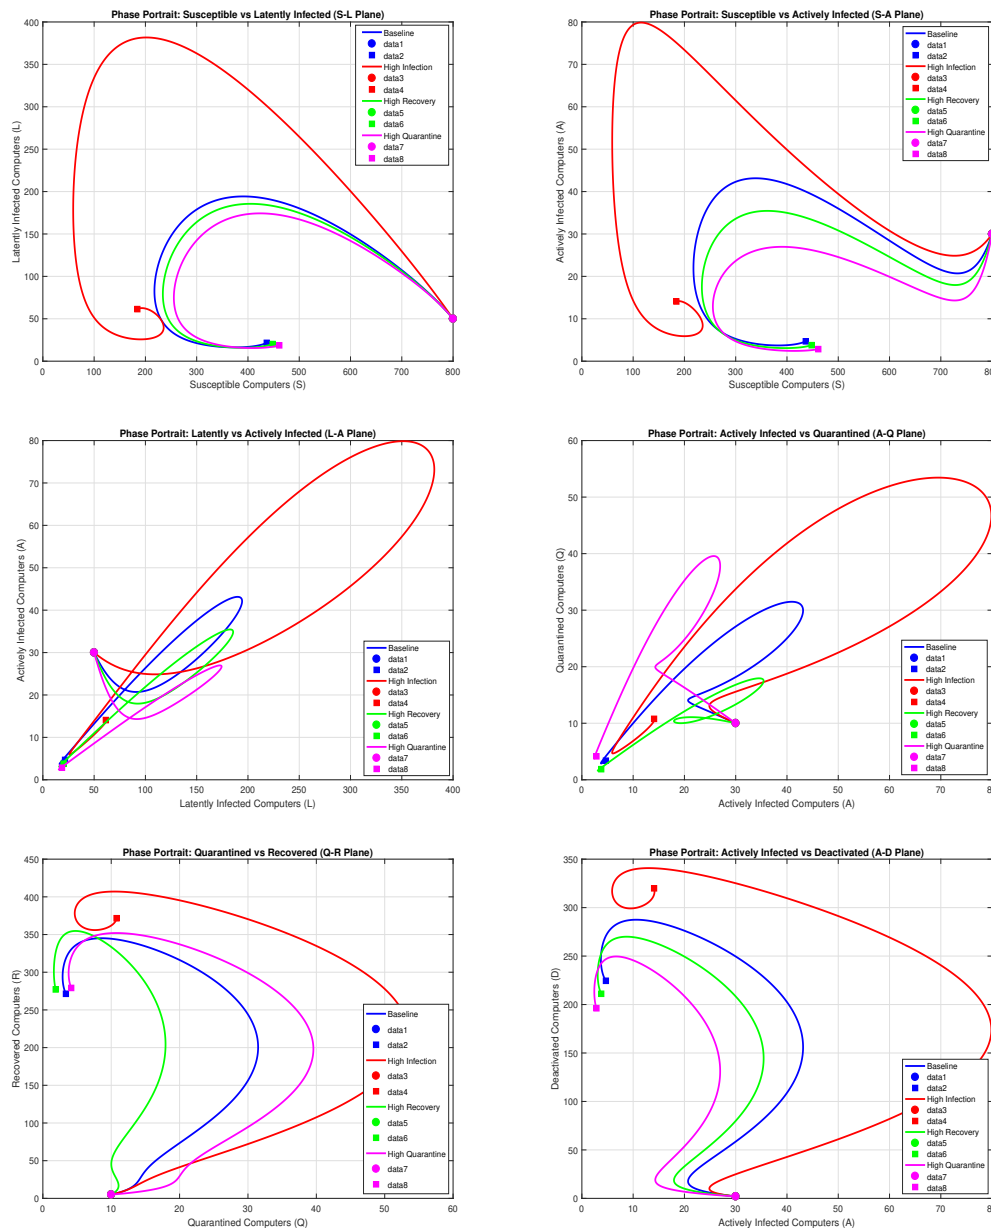 Phase Portrait: Susceptible vs Latently Infected (S-L Plane)
400
350
300
250
200
150
100
50
0
Latently Infected Computers (L)
0 100 200 300 400 500 600 700 800
Susceptible Computers (S)
Baseline
data1
data2
High Infection
data3
data4
High Recovery
data5
data6
High Quarantine
data7
data8
Phase Portrait: Susceptible vs Actively Infected (S-A Plane)
80
70
60
50
40
30
20
10
0
Actively Infected Computers (A)
0 100 200 300 400 500 600 700 800
Susceptible Computers (S)
Baseline
data1
data2
High Infection
data3
data4
High Recovery
data5
data6
High Quarantine
data7
data8
Phase Portrait: Latently vs Actively Infected (L-A Plane)
80
70
60
50
40
30
20
10
0
Actively Infected Computers (A)
0 50 100 150 200 250 300 350 400
Latently Infected Computers (L)
Baseline
data1
data2
High Infection
data3
data4
High Recovery
data5
data6
High Quarantine
data7
data8
Phase Portrait: Actively Infected vs Quarantined (A-Q Plane)
60
50
40
30
20
10
0
Quarantined Computers (Q)
0 10 20 30 40 50 60 70 80
Actively Infected Computers (A)
Baseline
data1
data2
High Infection
data3
data4
High Recovery
data5
data6
High Quarantine
data7
data8
Phase Portrait: Quarantined vs Recovered (Q-R Plane)
450
400
350
300
250
200
150
100
50
0
Recovered Computers (R)
0 10 20 30 40 50 60
Quarantined Computers (Q)
Baseline
data1
data2
High Infection
data3
data4
High Recovery
data5
data6
High Quarantine
data7
data8
Phase Portrait: Actively Infected vs Deactivated (A-D Plane)
350
300
250
200
150
100
50
0
Deactivated Computers (D)
0 10 20 30 40 50 60 70 80
Actively Infected Computers (A)
Baseline
data1
data2
High Infection
data3
data4
High Recovery
data5
data6
High Quarantine
data7
data8